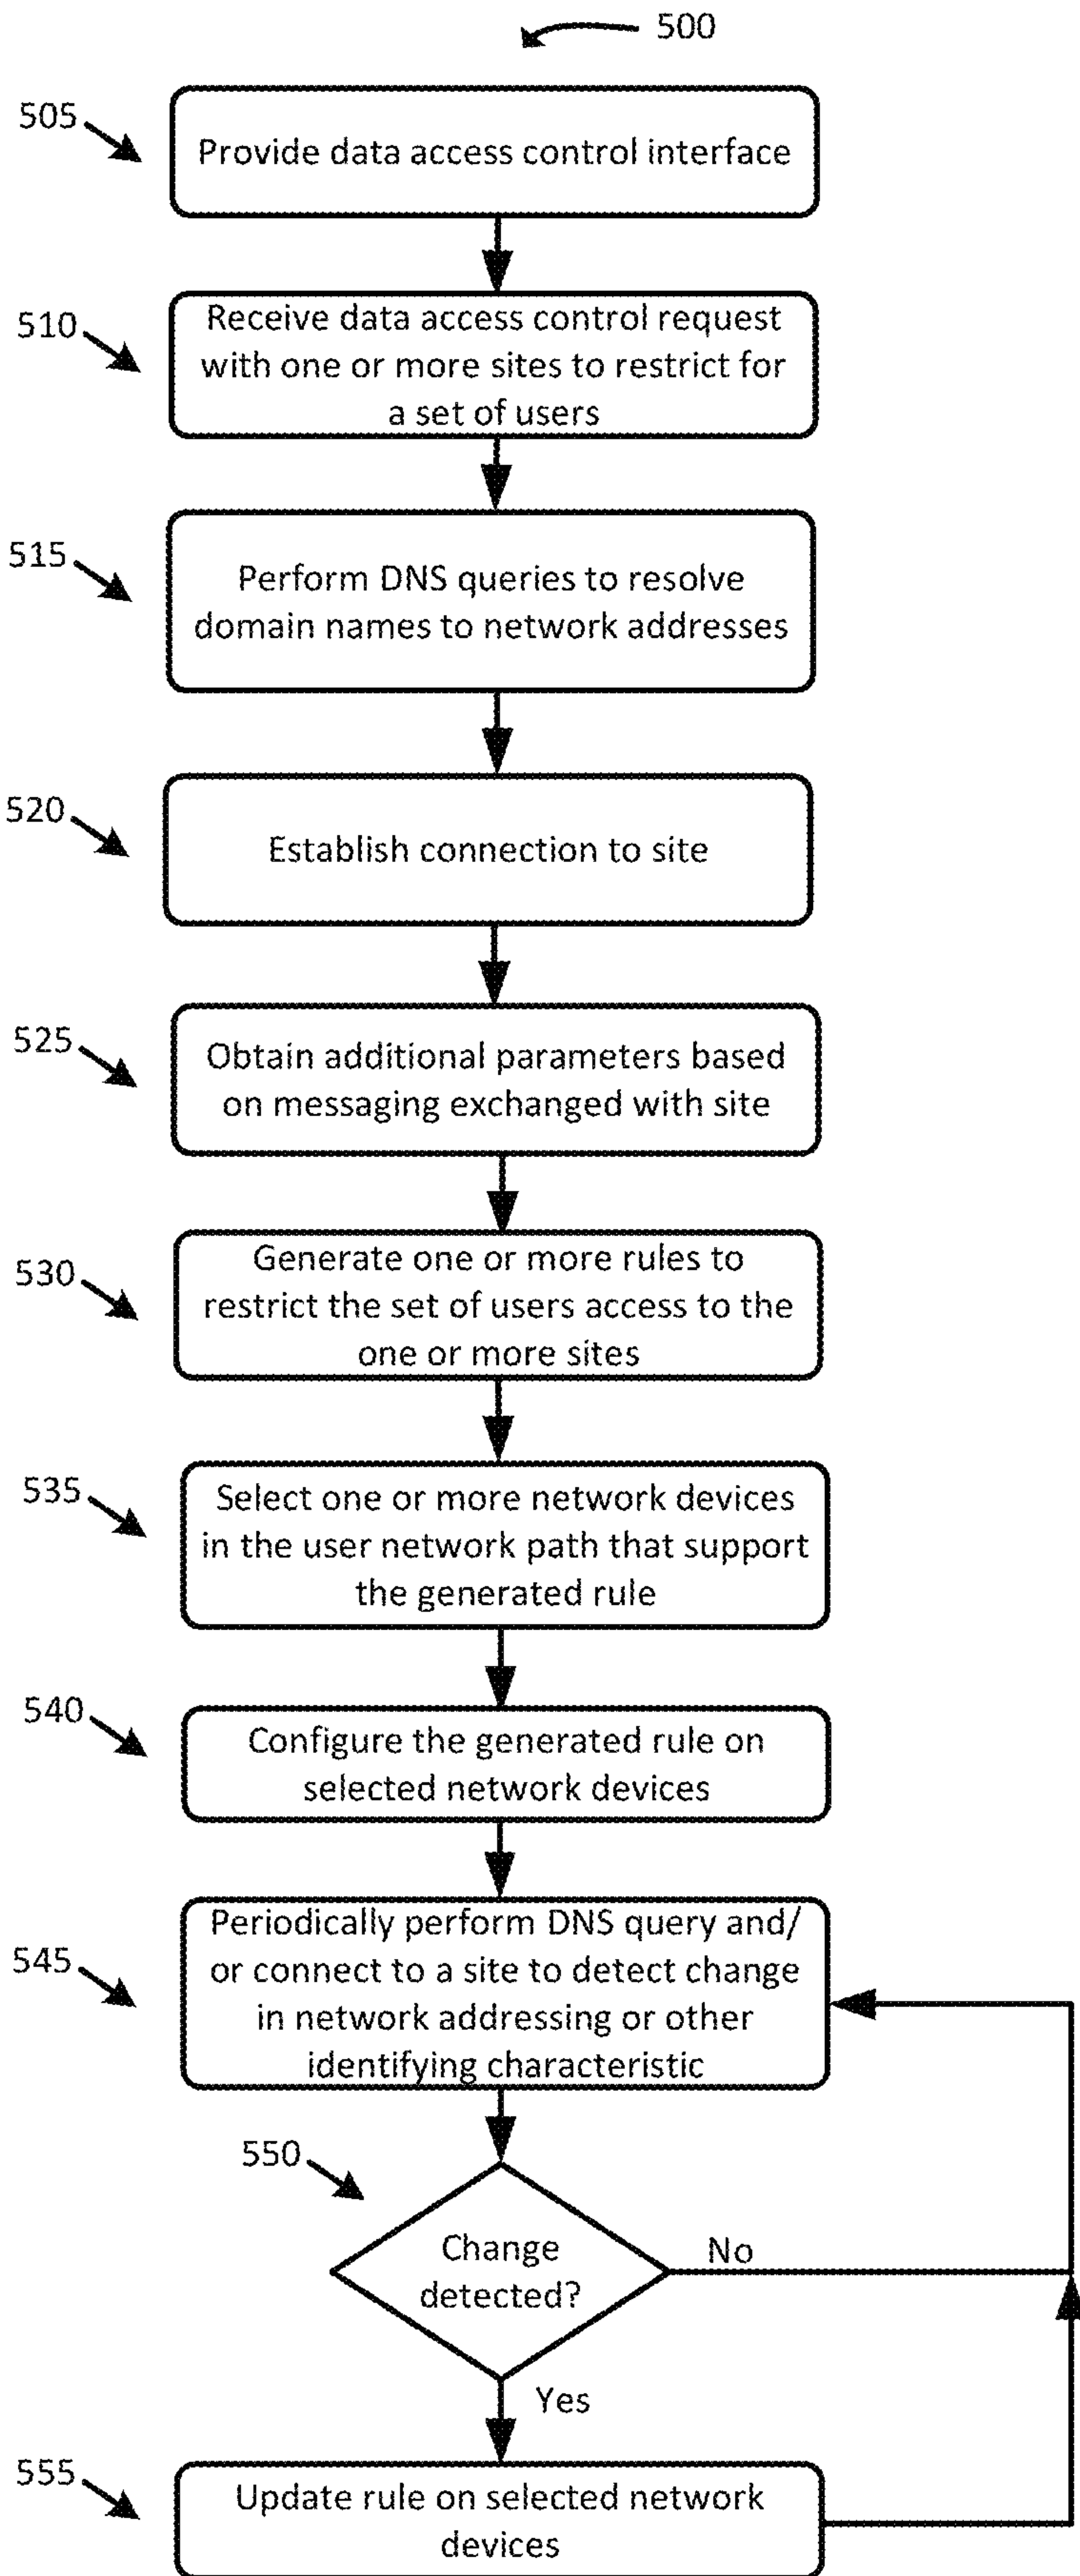 500
505
Provide data access control interface
510
Receive data access control request
with one or more sites to restrict for
a set of users
515
Perform DNS queries to resolve
domain names to network addresses
520
Establish connection to site
525
Obtain additional parameters based
on messaging exchanged with site
530
Generate one or more rules to
restrict the set of users access to the
one or more sites
535
Select one or more network devices
in the user network path that support
the generated rule
540
Configure the generated rule on
selected network devices
545
Periodically perform DNS query and/
or connect to a site to detect change
in network addressing or other
identifying characteristic
550
Change
detected?
No
Yes
555
Update rule on selected network
devices